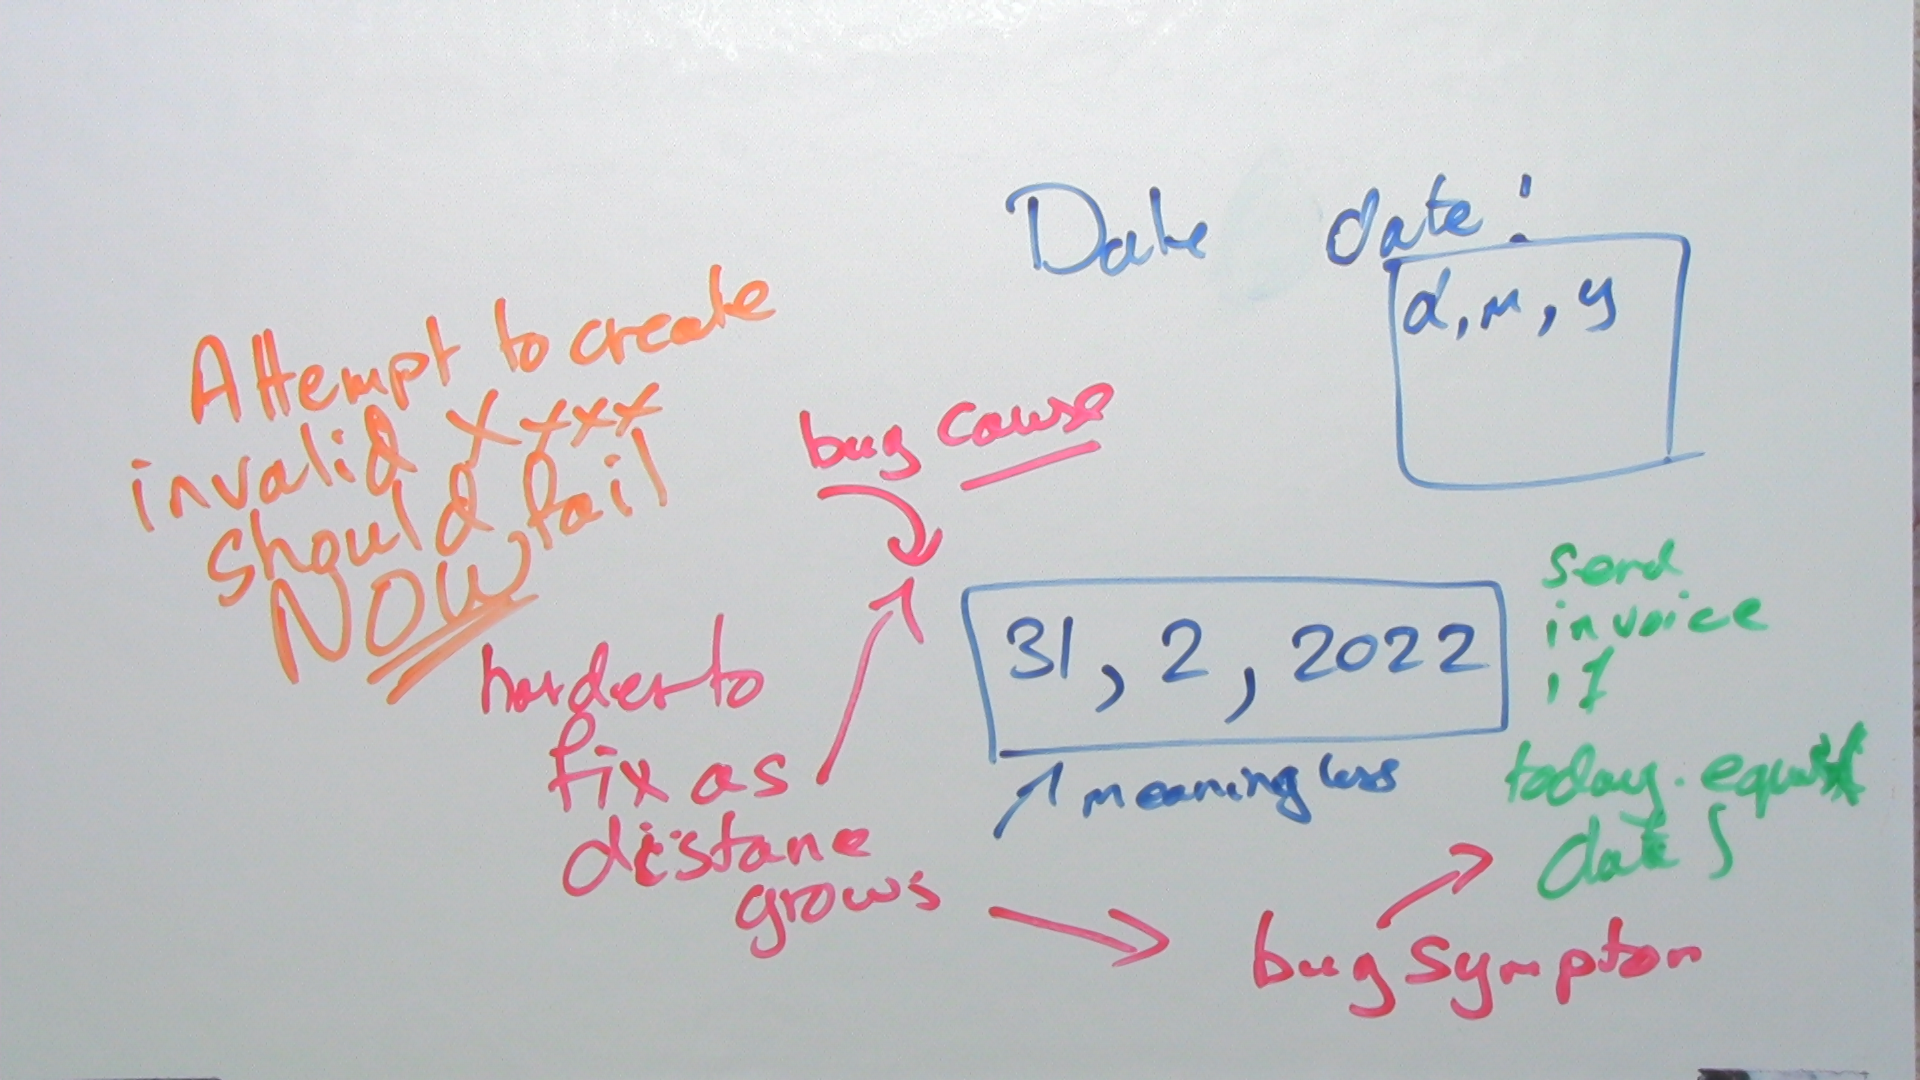 Date date:
d, m, y
Attempt to create
invalid XXXX
should fail
NOW
bug cause
31, 2, 2022
meaningless
send
invoice
if
today.equals(
date)
harder to
fix as
distane
grows
bug symptom